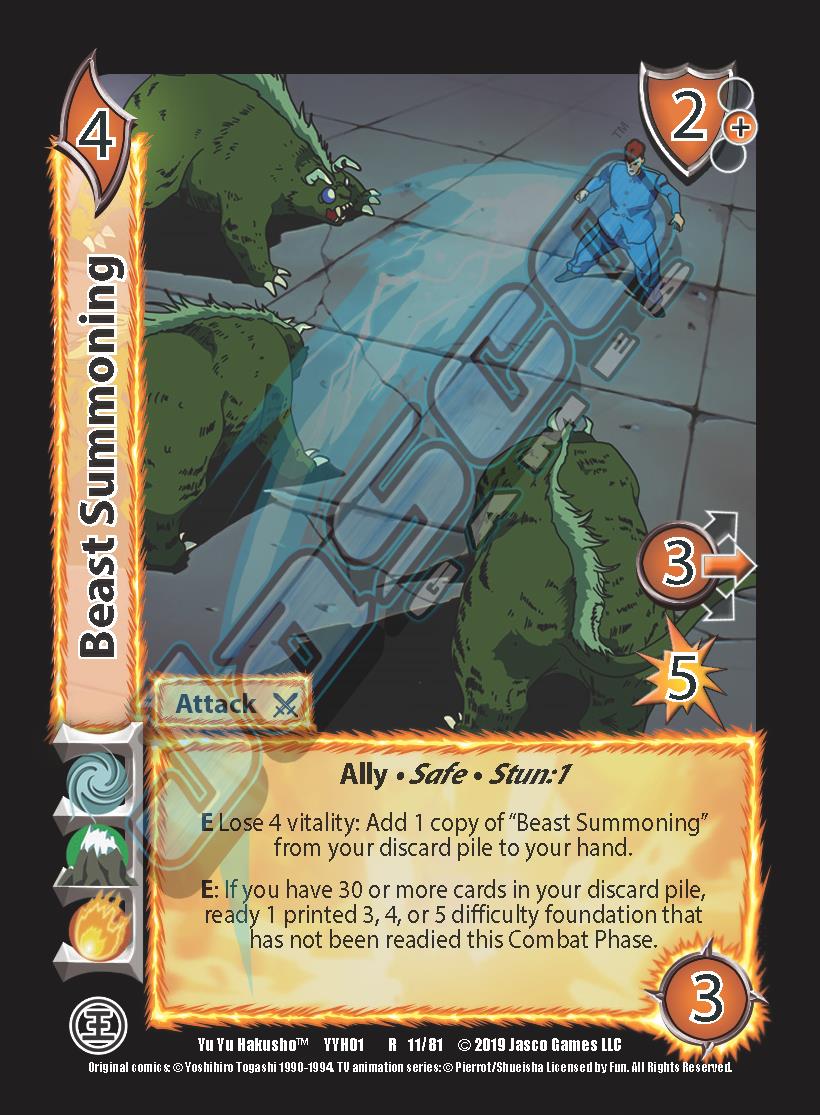 4
2
+
TM
Beast Summoning
JASCO
GAMES
3
5
Attack
Ally • Safe • Stun:1
E Lose 4 vitality: Add 1 copy of “Beast Summoning”
from your discard pile to your hand.
E: If you have 30 or more cards in your discard pile,
ready 1 printed 3, 4, or 5 difficulty foundation that
has not been readied this Combat Phase.
3
王
Yu Yu Hakusho™ YYH01 R 11/81 © 2019 Jasco Games LLC
Original comics: © Yoshihiro Togashi 1990-1994. TV animation series: © Pierrot/Shueisha Licensed by Fun. All Rights Reserved.